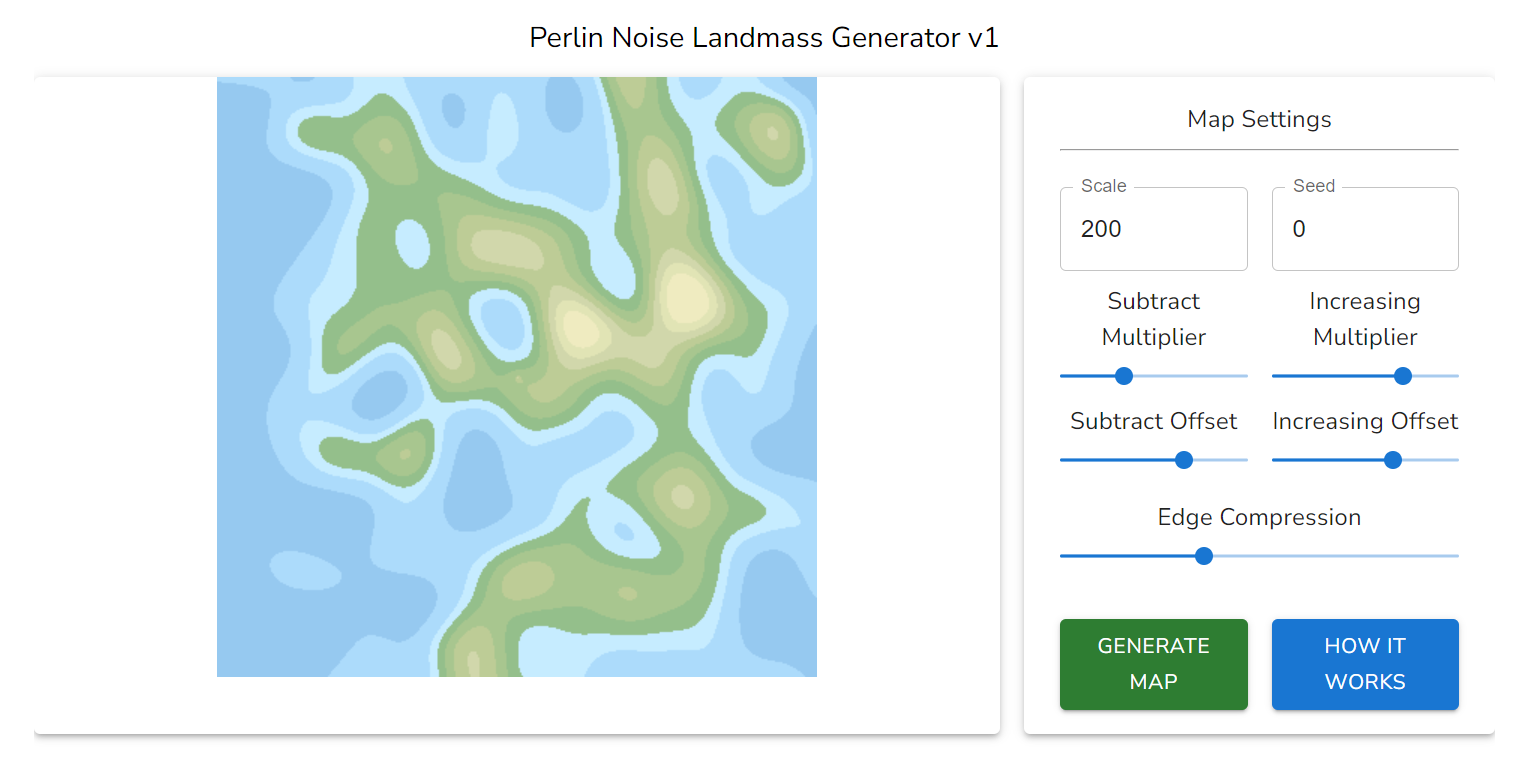 Perlin Noise Landmass Generator v1
Map Settings
Scale
200
Seed
0
Subtract
Multiplier
Increasing
Multiplier
Subtract Offset
Increasing Offset
Edge Compression
GENERATE
MAP
HOW IT
WORKS